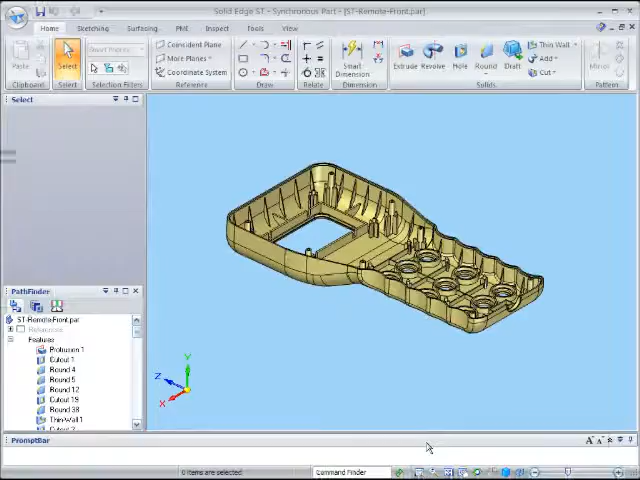 Solid Edge ST - Synchronous Part - [ST-Remote-Front.par]
Home Sketching Surfacing PMI Inspect Tools View
Paste
Clipboard
Select
Select
Smart Pointers
Selection Filters
Coincident Plane
More Planes
Coordinate System
Reference
Draw
Relate
Smart Dimension
Dimension
Extrude Revolve Hole Round Draft
Thin Wall
Add
Cut
Solids
Mirror
Pattern
Select
PathFinder
ST-Remote-Front.par
References
Features
Protrusion 1
Cutout 1
Round 4
Round 5
Round 12
Cutout 19
Round 38
Thin-Wall 1
Y
Z
X
PromptBar
0 items are selected
Command Finder